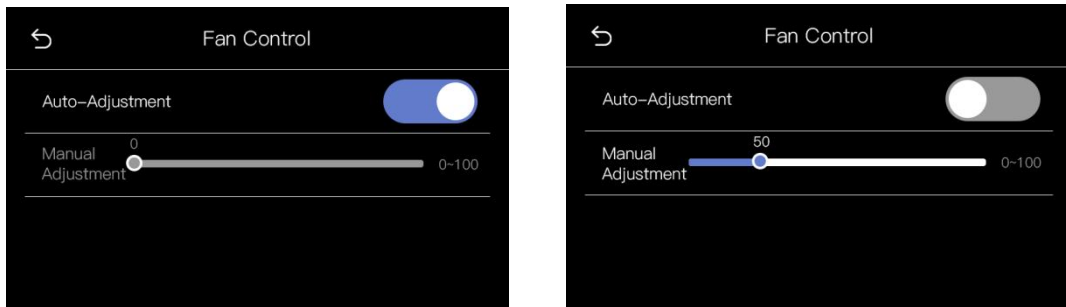 Fan Control
Auto-Adjustment
0
Manual
Adjustment
0~100
Fan Control
Auto-Adjustment
50
Manual
Adjustment
0~100